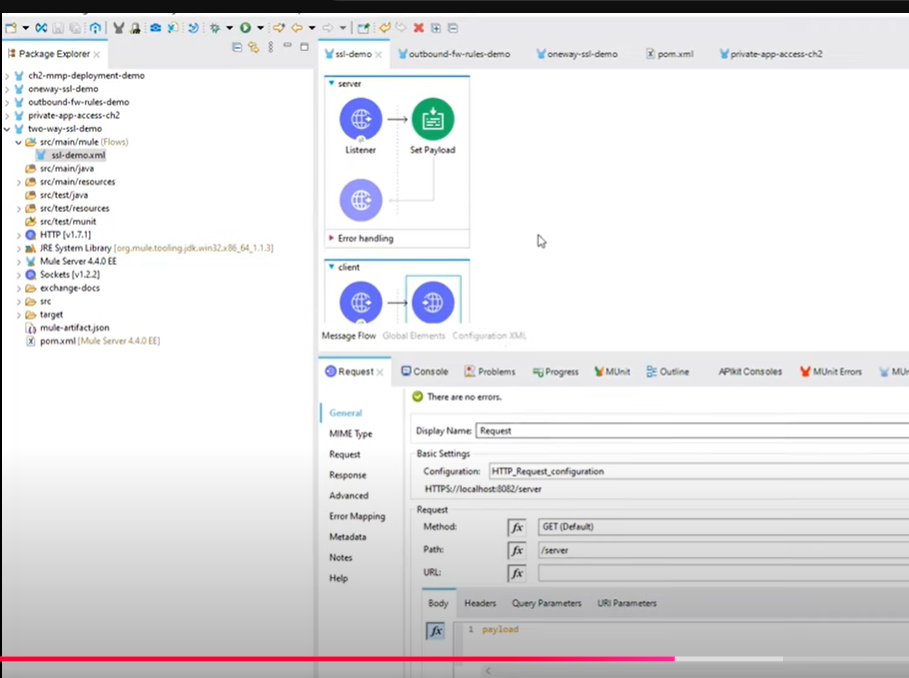 Package Explorer
ch2-mmp-deployment-demo
oneway-ssl-demo
outbound-fw-rules-demo
private-app-access-ch2
two-way-ssl-demo
src/main/mule (Flows)
ssl-demo.xml
src/main/java
src/main/resources
src/test/java
src/test/resources
src/test/munit
HTTP [v1.7.1]
JRE System Library [org.mule.tooling.jdk.win32.x86_64_1.1.3]
Mule Server 4.4.0 EE
Sockets [v1.2.2]
exchange-docs
src
target
mule-artifact.json
pom.xml [Mule Server 4.4.0 EE]
ssl-demo outbound-fw-rules-demo oneway-ssl-demo pom.xml private-app-access-ch2
server
Listener Set Payload
Error handling
client
Message Flow Global Elements Configuration XML
Request Console Problems Progress MUnit Outline APIkit Consoles MUnit Errors MUn
There are no errors.
General
MIME Type
Request
Response
Advanced
Error Mapping
Metadata
Notes
Help
Display Name: Request
Basic Settings
Configuration: HTTP_Request_configuration
HTTPS://localhost:8082/server
Request
Method: fx GET (Default)
Path: fx /server
URL: fx
Body Headers Query Parameters URI Parameters
fx 1 payload